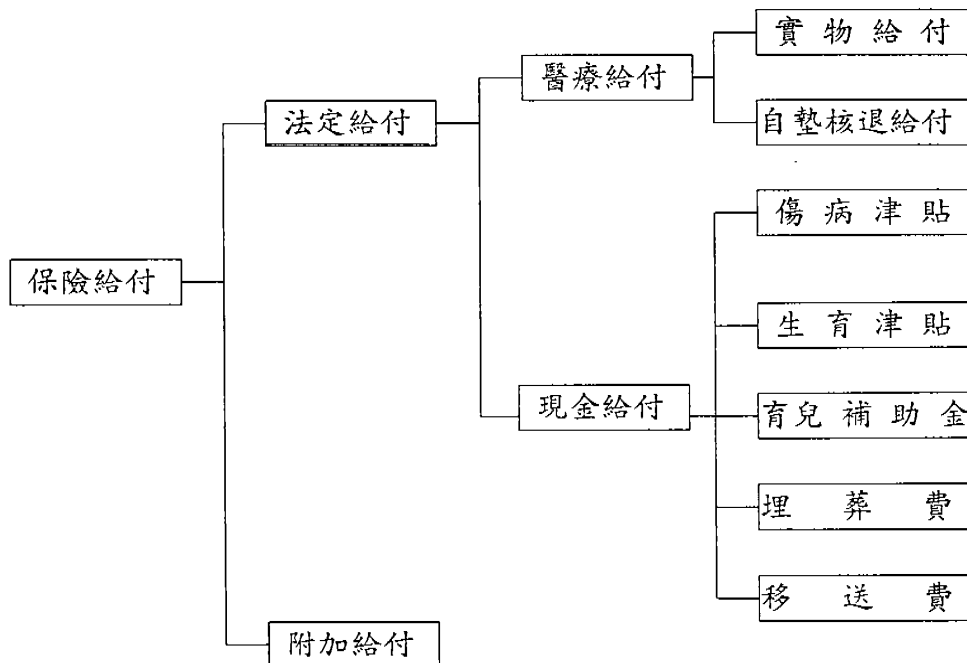 實物給付
醫療給付
法定給付
自墊核退給付
傷病津貼
保險給付
生育津貼
現金給付
育兒補助金
埋葬費
移送費
附加給付